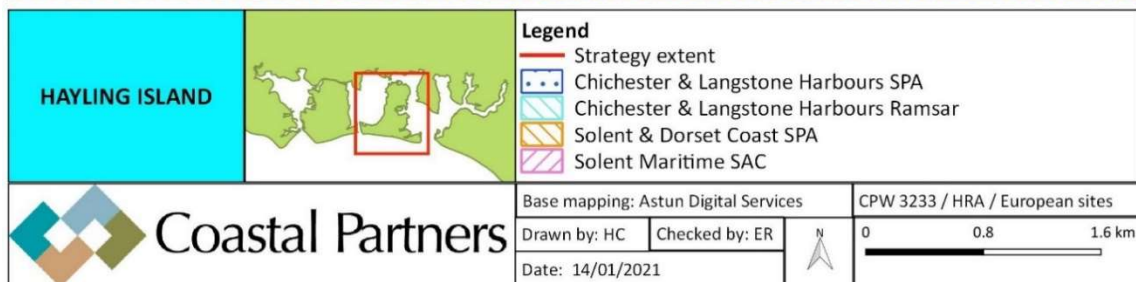 HAYLING ISLAND
Legend
Strategy extent
Chichester & Langstone Harbours SPA
Chichester & Langstone Harbours Ramsar
Solent & Dorset Coast SPA
Solent Maritime SAC
Coastal Partners
Base mapping: Astun Digital Services
CPW 3233 / HRA / European sites
Drawn by: HC
Checked by: ER
Date: 14/01/2021
N
0 0.8 1.6 km